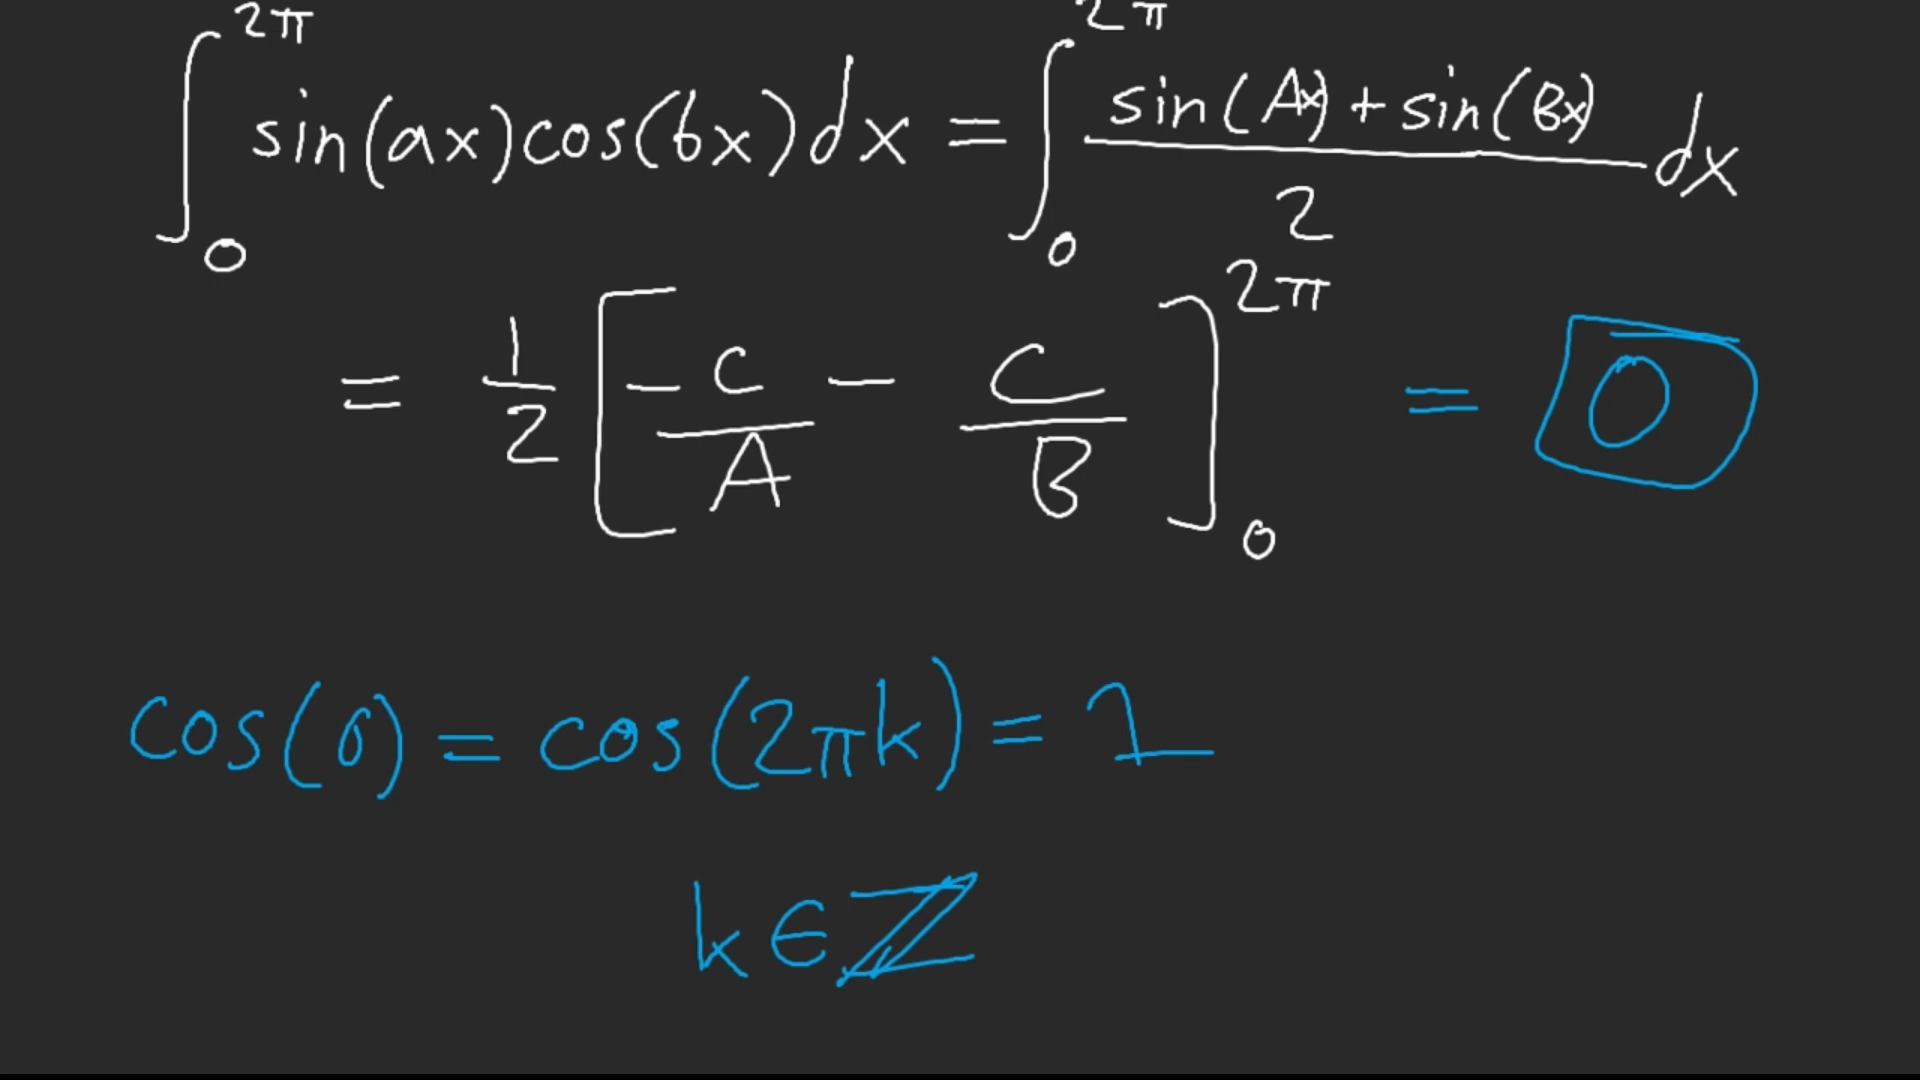 ∫₀^2π sin(ax)cos(bx)dx = ∫₀^2π (sin(Ax) + sin(Bx))/2 dx
= 1/2 [-C/A - C/B]₀^2π = 0
cos(0) = cos(2πk) = 1
k∈ℤ